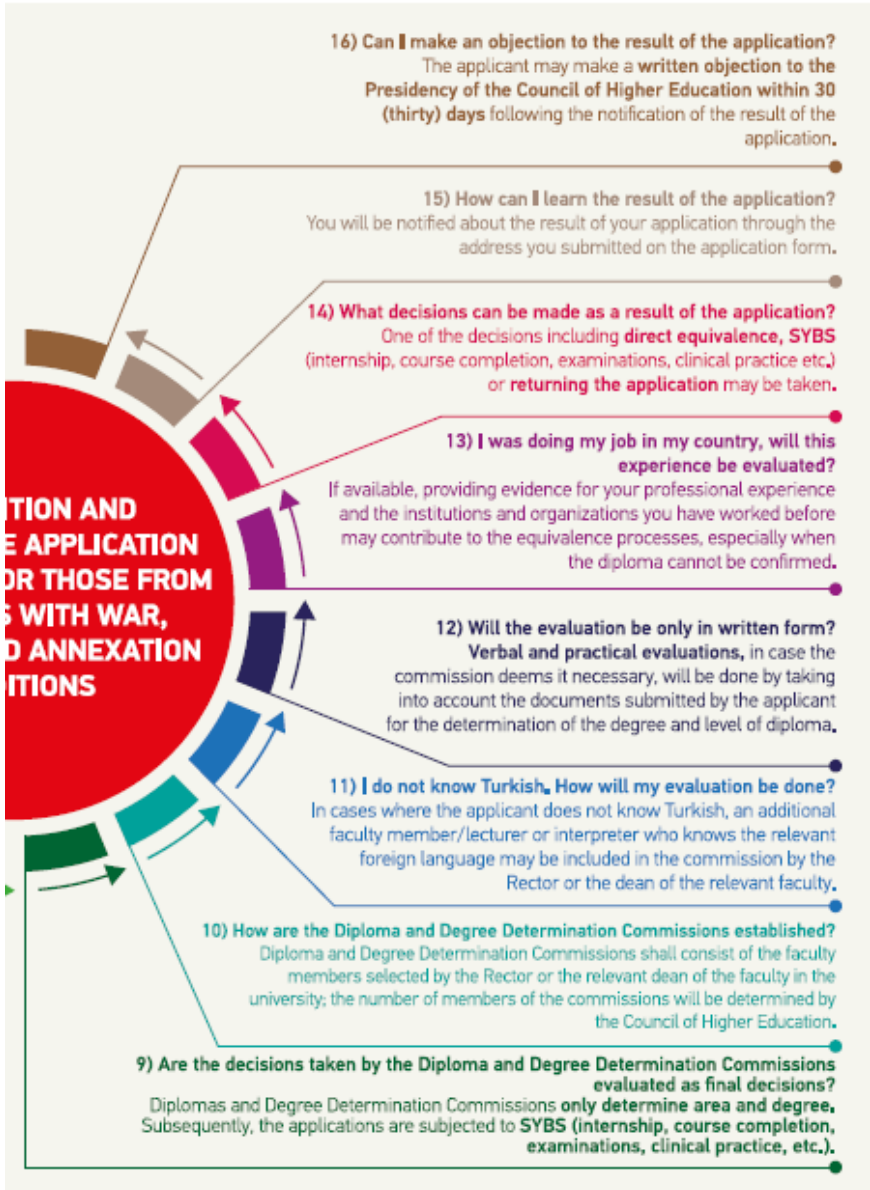 16) Can I make an objection to the result of the application?
The applicant may make a written objection to the
Presidency of the Council of Higher Education within 30
(thirty) days following the notification of the result of the
application.
15) How can I learn the result of the application?
You will be notified about the result of your application through the
address you submitted on the application form.
14) What decisions can be made as a result of the application?
One of the decisions including direct equivalence, SYBS
(internship, course completion, examinations, clinical practice etc.)
or returning the application may be taken.
13) I was doing my job in my country, will this
experience be evaluated?
If available, providing evidence for your professional experience
and the institutions and organizations you have worked before
may contribute to the equivalence processes, especially when
the diploma cannot be confirmed.
ITION AND
E APPLICATION
OR THOSE FROM
S WITH WAR,
D ANNEXATION
DITIONS
12) Will the evaluation be only in written form?
Verbal and practical evaluations, in case the
commission deems it necessary, will be done by taking
into account the documents submitted by the applicant
for the determination of the degree and level of diploma.
11) I do not know Turkish. How will my evaluation be done?
In cases where the applicant does not know Turkish, an additional
faculty member/lecturer or interpreter who knows the relevant
foreign language may be included in the commission by the
Rector or the dean of the relevant faculty.
10) How are the Diploma and Degree Determination Commissions established?
Diploma and Degree Determination Commissions shall consist of the faculty
members selected by the Rector or the relevant dean of the faculty in the
university; the number of members of the commissions will be determined by
the Council of Higher Education.
9) Are the decisions taken by the Diploma and Degree Determination Commissions
evaluated as final decisions?
Diplomas and Degree Determination Commissions only determine area and degree.
Subsequently, the applications are subjected to SYBS (internship, course completion,
examinations, clinical practice, etc.).